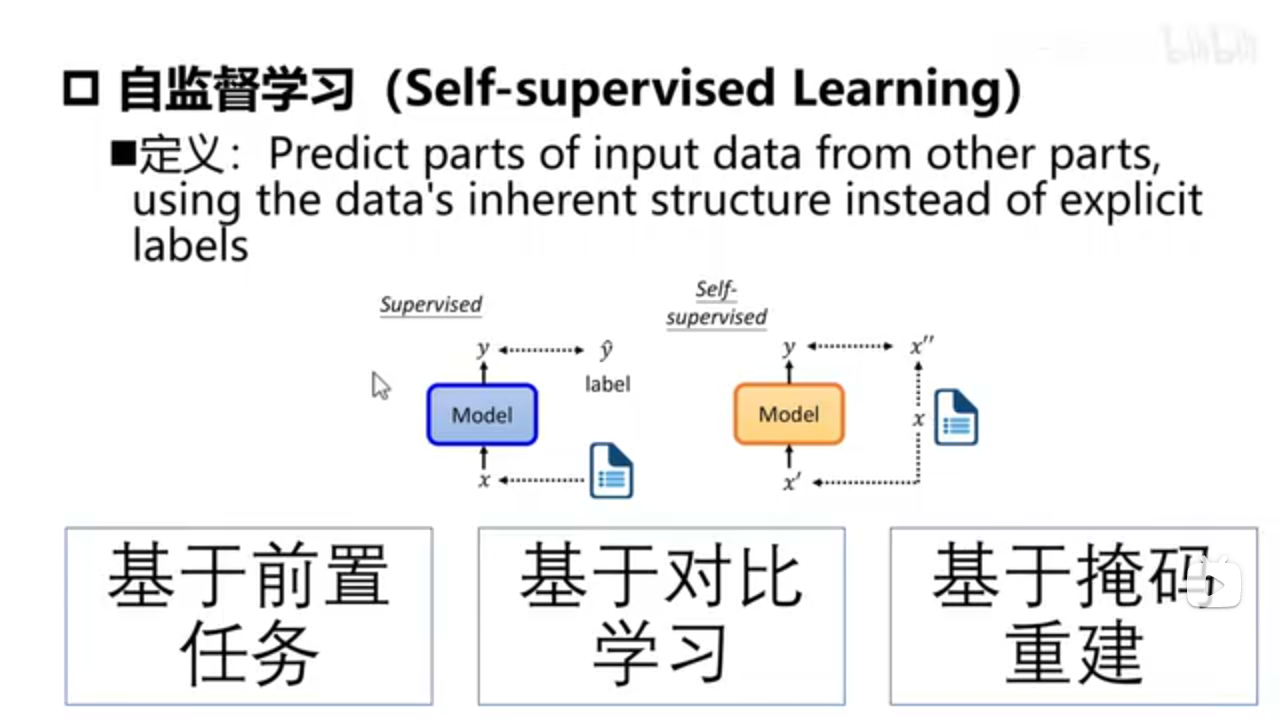 自监督学习（Self-supervised Learning）
定义：Predict parts of input data from other parts,
using the data's inherent structure instead of explicit
labels
Supervised
Self-
supervised
y
ŷ
label
Model
x
y
x′′
Model
x
x′
基于前置
任务
基于对比
学习
基于掩码
重建
bilibili